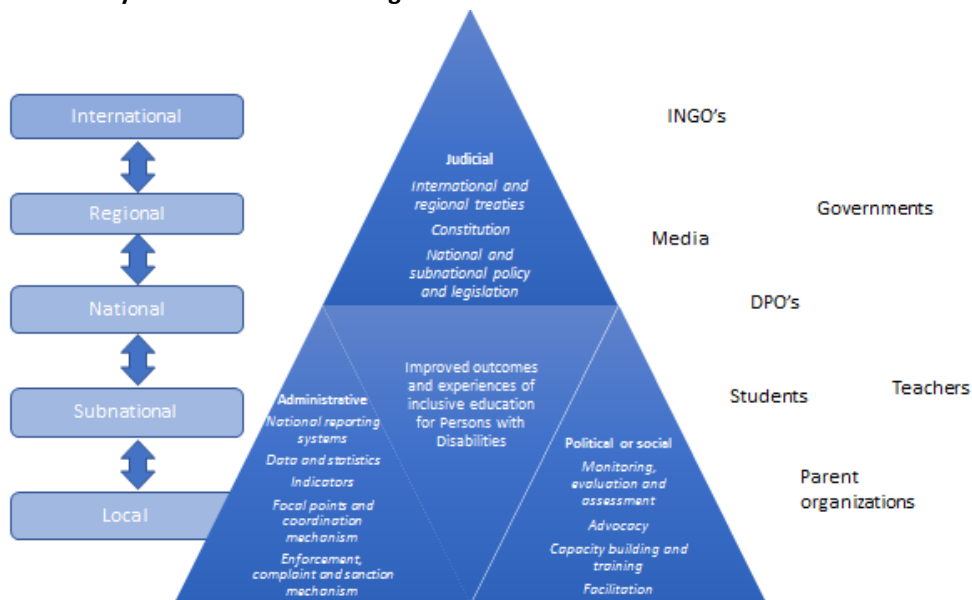 International
Regional
National
Subnational
Local
Judicial
International and
regional treaties
Constitution
National and
subnational policy
and legislation
Improved outcomes
and experiences of
inclusive education
for Persons with
Disabilities
Administrative
National reporting
systems
Data and statistics
Indicators
Focal points and
coordination
mechanism
Enforcement,
complaint and sanction
mechanism
Political or social
Monitoring,
evaluation and
assessment
Advocacy
Capacity building and
training
Facilitation
INGO's
Governments
Media
DPO's
Students
Teachers
Parent
organizations